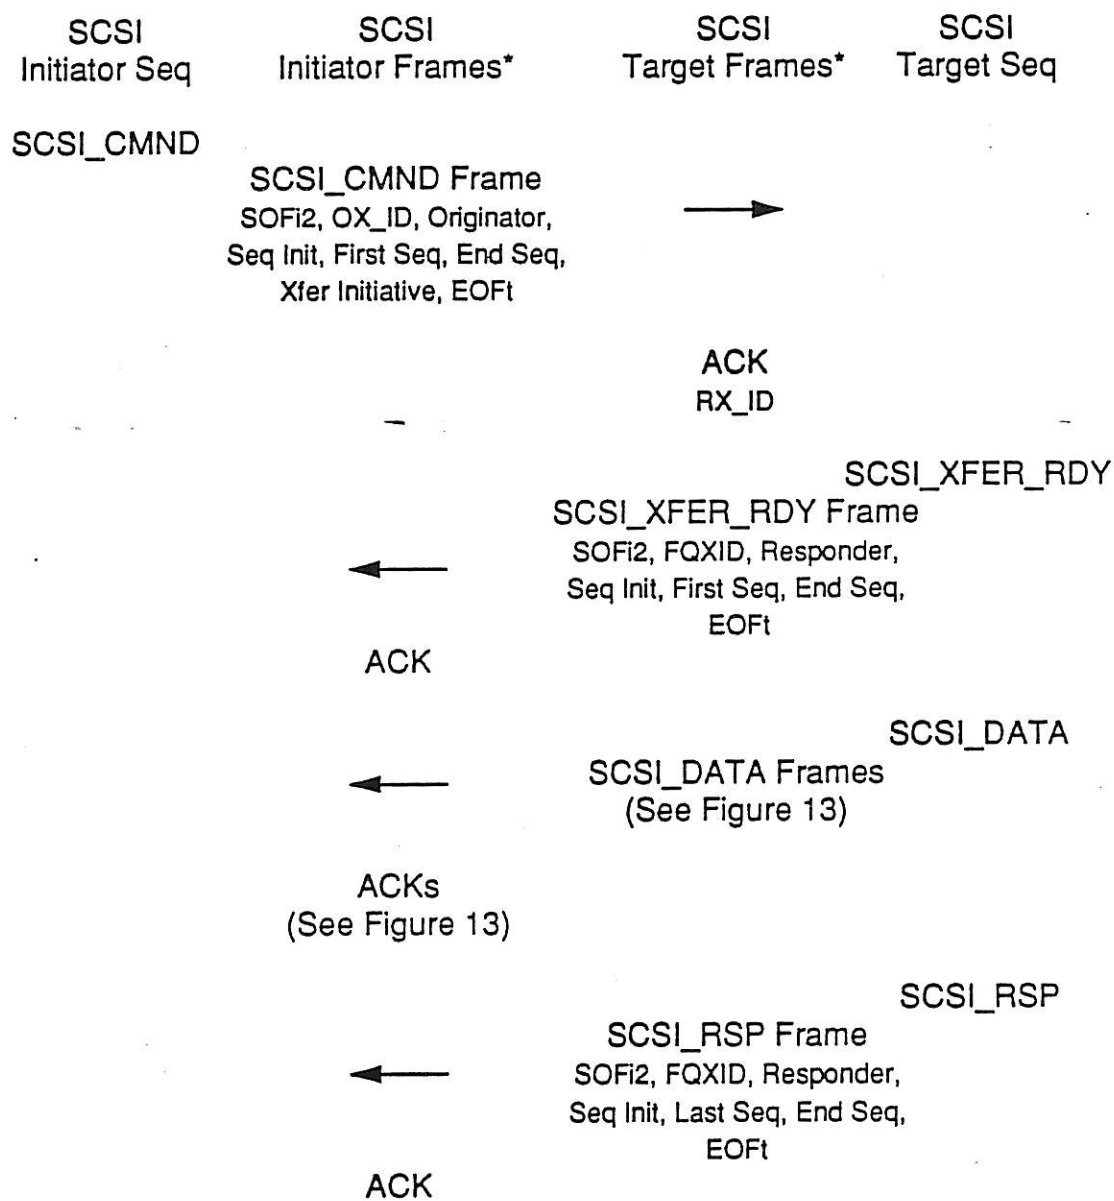 SCSI SCSI SCSI SCSI
Initiator Seq Initiator Frames* Target Frames* Target Seq
SCSI_CMND
SCSI_CMND Frame
SOFi2, OX_ID, Originator,
Seq Init, First Seq, End Seq,
Xfer Initiative, EOFt
ACK
RX_ID
SCSI_XFER_RDY
SCSI_XFER_RDY Frame
SOFi2, FQXID, Responder,
Seq Init, First Seq, End Seq,
EOFt
ACK
SCSI_DATA
SCSI_DATA Frames
(See Figure 13)
ACKs
(See Figure 13)
SCSI_RSP
SCSI_RSP Frame
SOFi2, FQXID, Responder,
Seq Init, Last Seq, End Seq,
EOFt
ACK